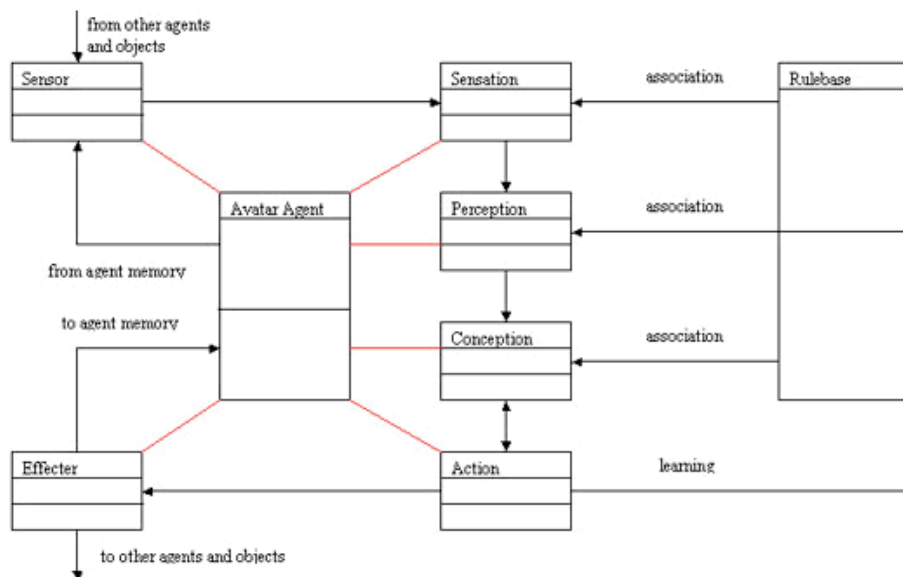 from other agents
and objects
Sensor
Sensation
association
Rulebase
Avatar Agent
Perception
association
from agent memory
to agent memory
Conception
association
Effecter
Action
learning
to other agents and objects